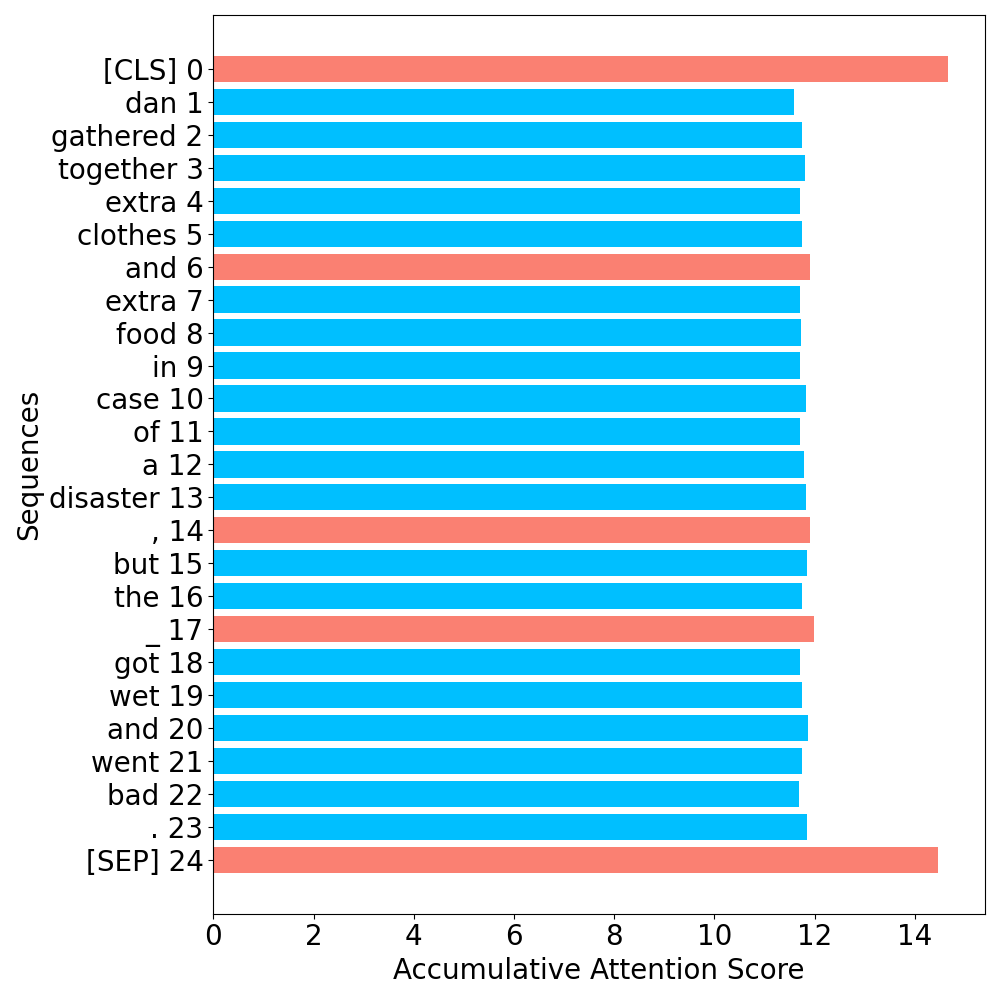 [CLS] 0
dan 1
gathered 2
together 3
extra 4
clothes 5
and 6
extra 7
food 8
in 9
case 10
of 11
a 12
disaster 13
, 14
but 15
the 16
_ 17
got 18
wet 19
and 20
went 21
bad 22
. 23
[SEP] 24
Sequences
0 2 4 6 8 10 12 14
Accumulative Attention Score